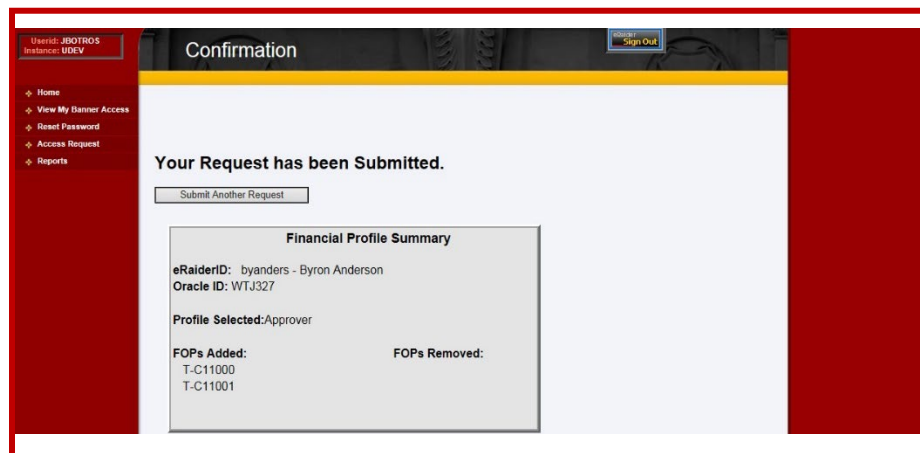 Userid: JBOTROS
Instance: UDEV
Confirmation
eRaider
Sign Out
Home
View My Banner Access
Reset Password
Access Request
Reports
Your Request has been Submitted.
Submit Another Request
Financial Profile Summary
eRaiderID: byanders - Byron Anderson
Oracle ID: WTJ327
Profile Selected:Approver
FOPs Added: FOPs Removed:
T-C11000
T-C11001